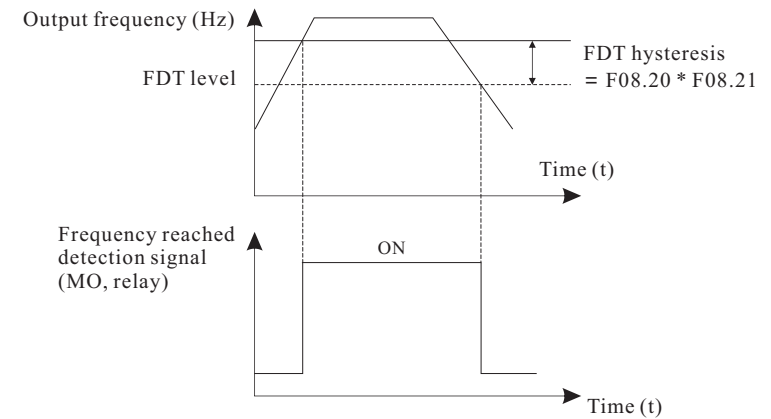 Output frequency (Hz)
FDT level
FDT hysteresis
= F08.20 * F08.21
Time (t)
Frequency reached
detection signal
(MO, relay)
ON
Time (t)